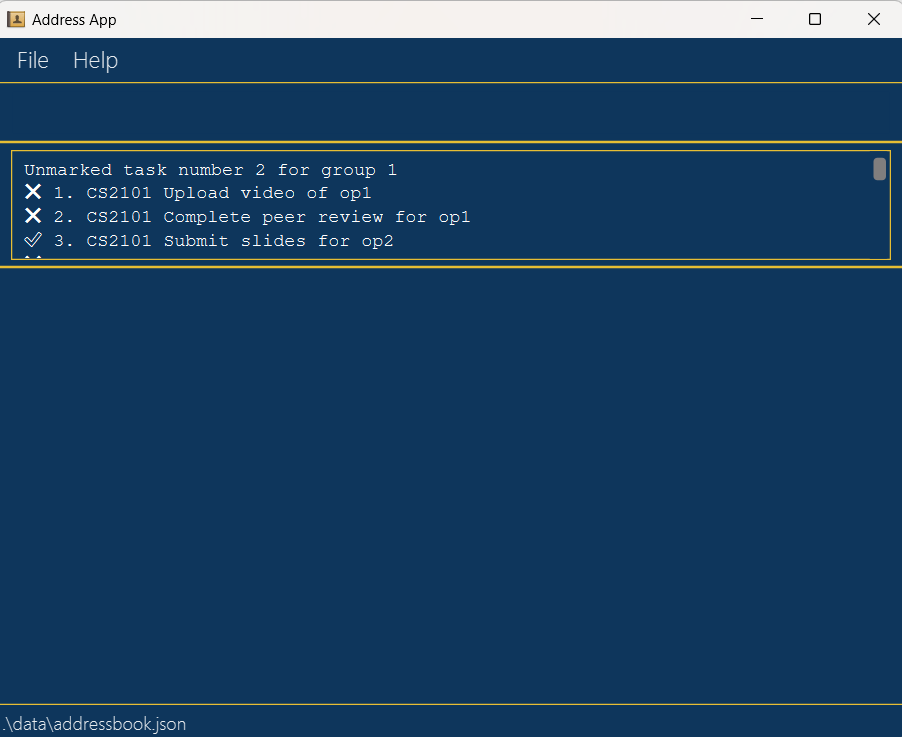 Address App
File Help
Unmarked task number 2 for group 1
❌ 1. CS2101 Upload video of op1
❌ 2. CS2101 Complete peer review for op1
✅ 3. CS2101 Submit slides for op2
.\data\addressbook.json